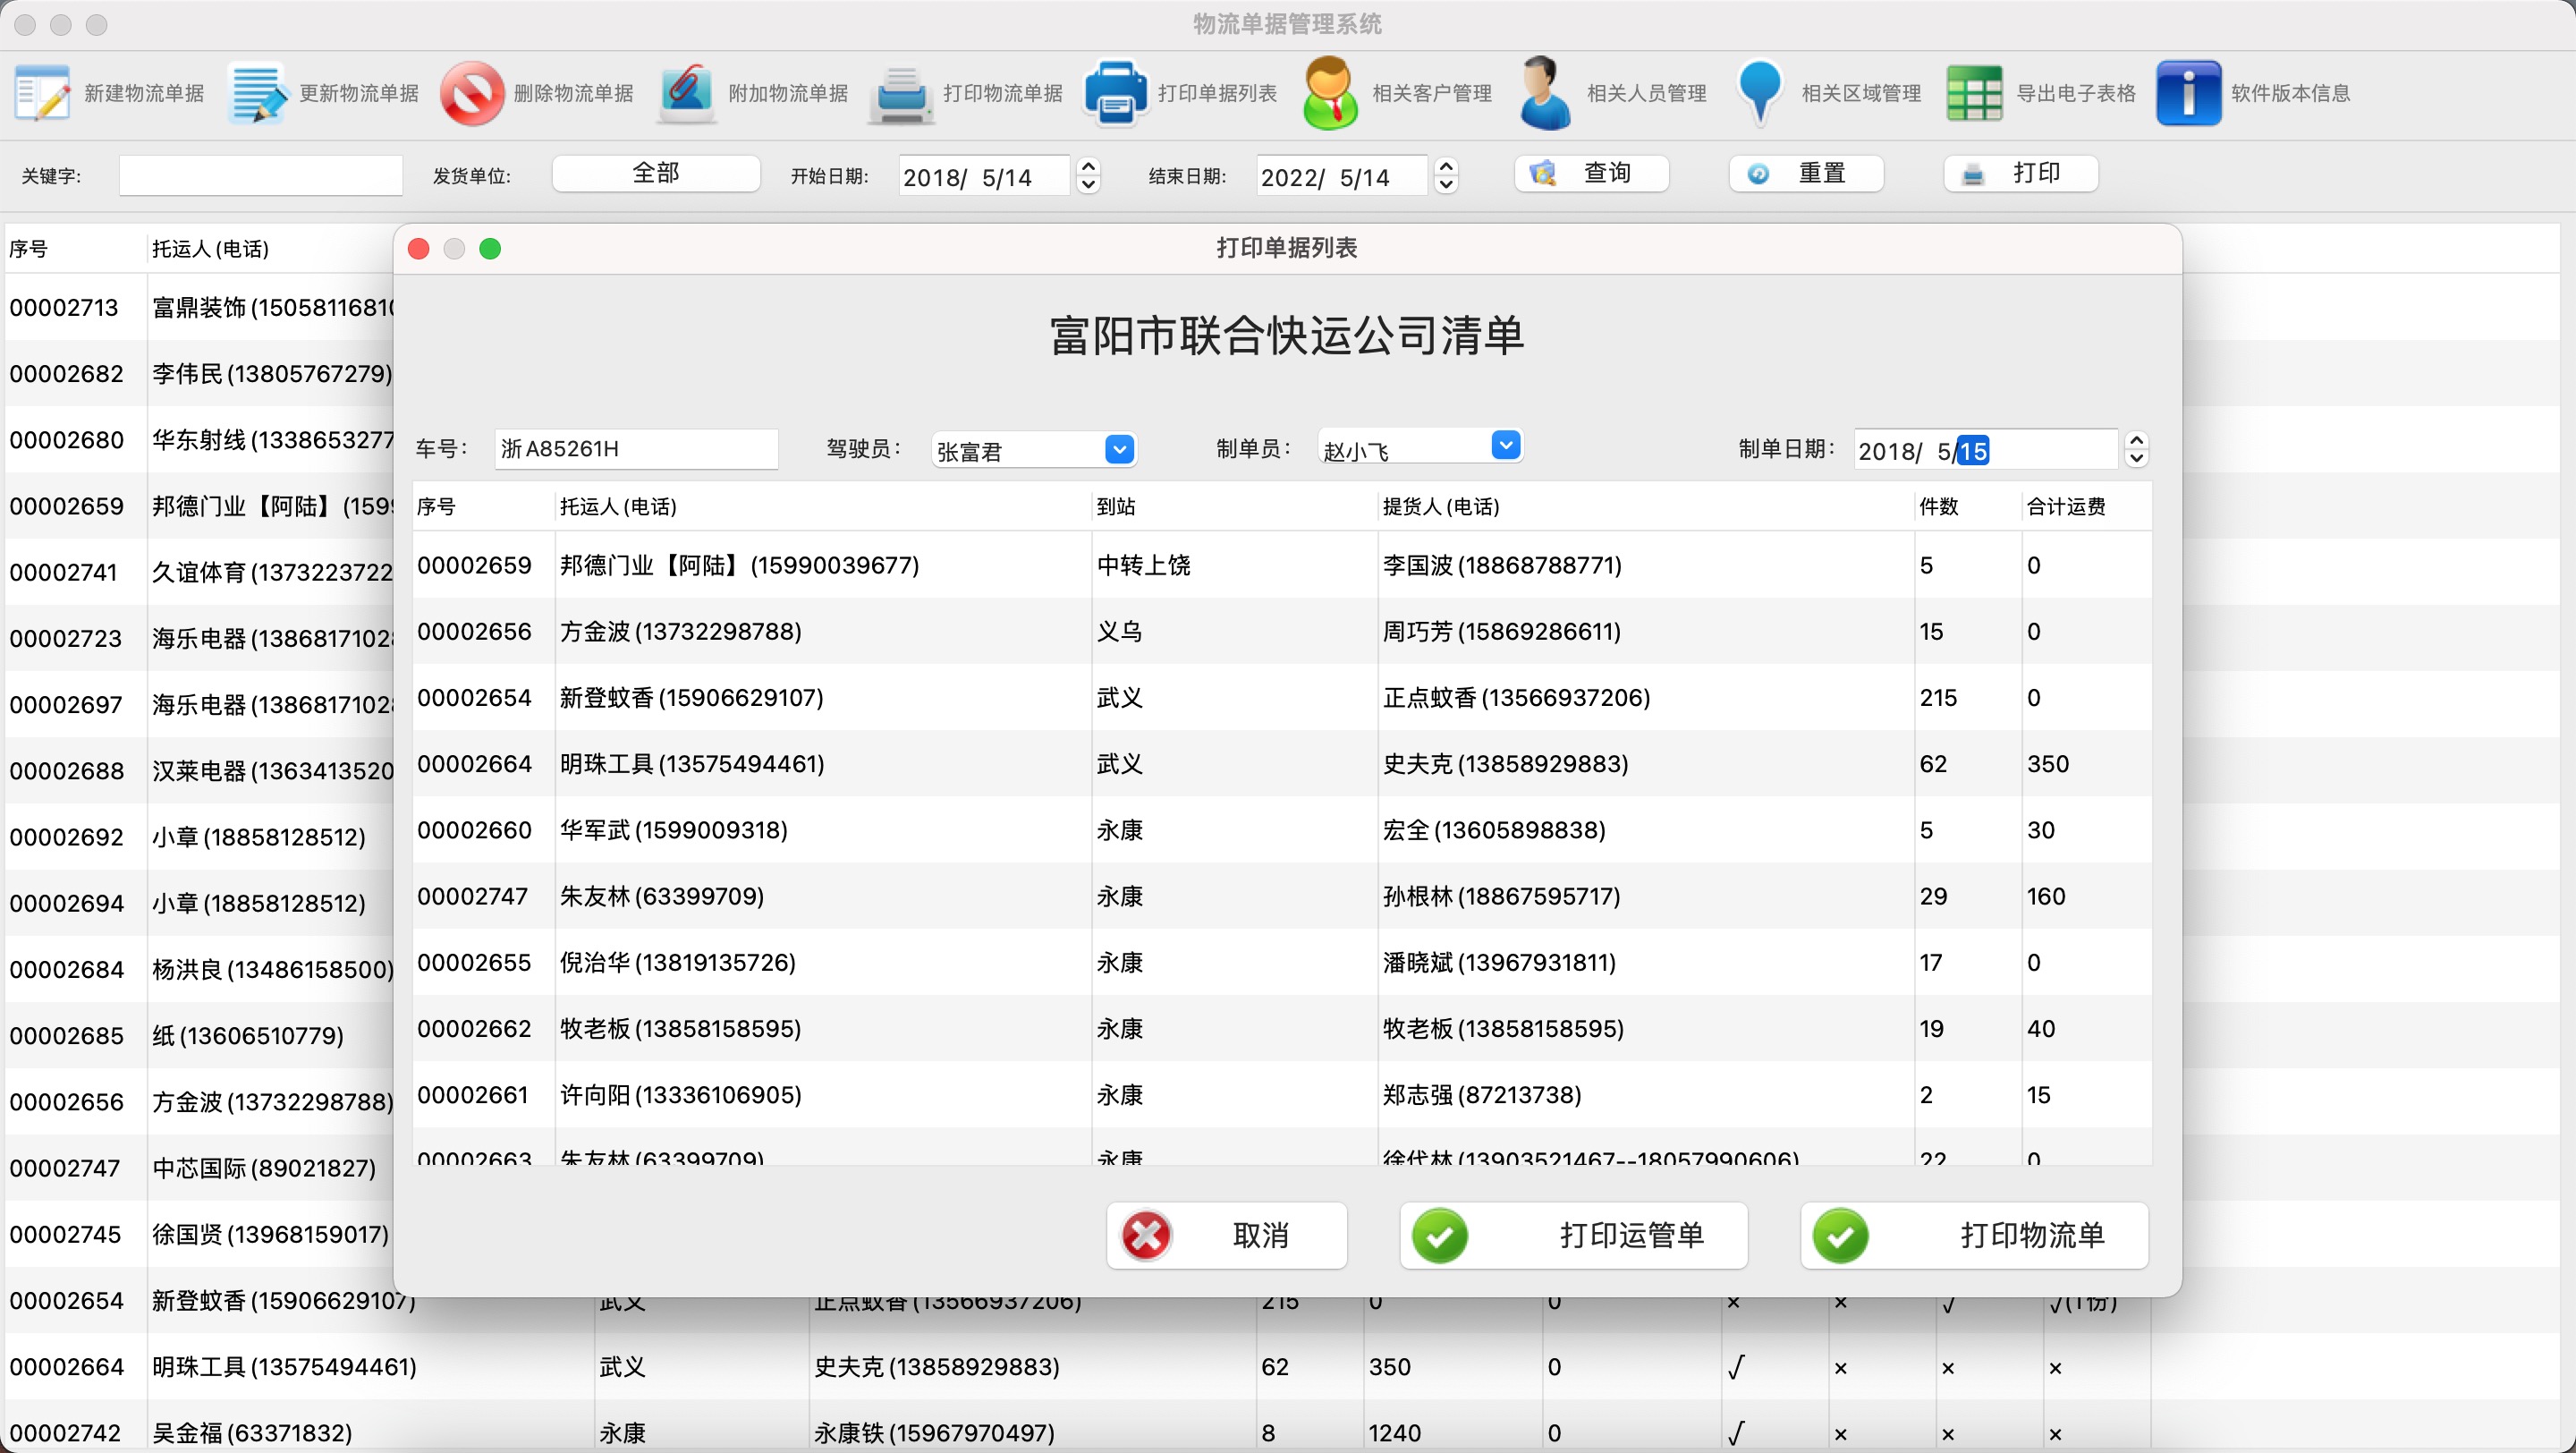 物流单据管理系统
新建物流单据 更新物流单据 删除物流单据 附加物流单据 打印物流单据 打印单据列表 相关客户管理 相关人员管理 相关区域管理 导出电子表格 软件版本信息
关键字: 发货单位: 全部 开始日期: 2018/ 5/14 结束日期: 2022/ 5/14 查询 重置 打印
序号 托运人(电话)
00002713 富鼎装饰(1505811681
00002682 李伟民(13805767279)
00002680 华东射线(1338653277
00002659 邦德门业【阿陆】(159
00002741 久谊体育(1373223722
00002723 海乐电器(1386817102
00002697 海乐电器(1386817102
00002688 汉莱电器(1363413520
00002692 小章(18858128512)
00002694 小章(18858128512)
00002684 杨洪良(13486158500)
00002685 纸(13606510779)
00002656 方金波(13732298788)
00002747 中芯国际(89021827)
00002745 徐国贤(13968159017)
00002654 新登蚊香(15906629107) 武义 正点蚊香(13566937206) 215 0 0 × × √ √(1份)
00002664 明珠工具(13575494461) 武义 史夫克(13858929883) 62 350 0 √ × × ×
00002742 吴金福(63371832) 永康 永康铁(15967970497) 8 1240 0 √ × × ×
打印单据列表
富阳市联合快运公司清单
车号: 浙A85261H 驾驶员: 张富君 制单员: 赵小飞 制单日期: 2018/ 5/15
序号 托运人(电话) 到站 提货人(电话) 件数 合计运费
00002659 邦德门业【阿陆】(15990039677) 中转上饶 李国波(18868788771) 5 0
00002656 方金波(13732298788) 义乌 周巧芳(15869286611) 15 0
00002654 新登蚊香(15906629107) 武义 正点蚊香(13566937206) 215 0
00002664 明珠工具(13575494461) 武义 史夫克(13858929883) 62 350
00002660 华军武(1599009318) 永康 宏全(13605898838) 5 30
00002747 朱友林(63399709) 永康 孙根林(18867595717) 29 160
00002655 倪治华(13819135726) 永康 潘晓斌(13967931811) 17 0
00002662 牧老板(13858158595) 永康 牧老板(13858158595) 19 40
00002661 许向阳(13336106905) 永康 郑志强(87213738) 2 15
00002663 朱友林(63399709) 永康 徐代林(13903521467--18057990606) 22 0
取消 打印运管单 打印物流单